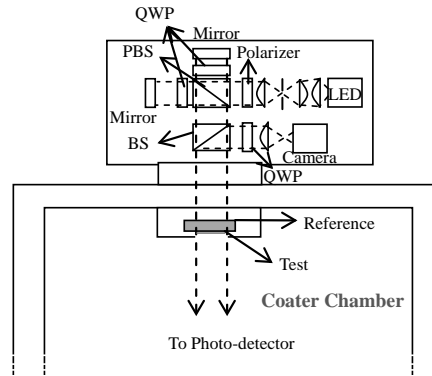 QWP
Mirror
PBS
Polarizer
LED
Mirror
BS
Camera
QWP
Reference
Test
Coater Chamber
To Photo-detector